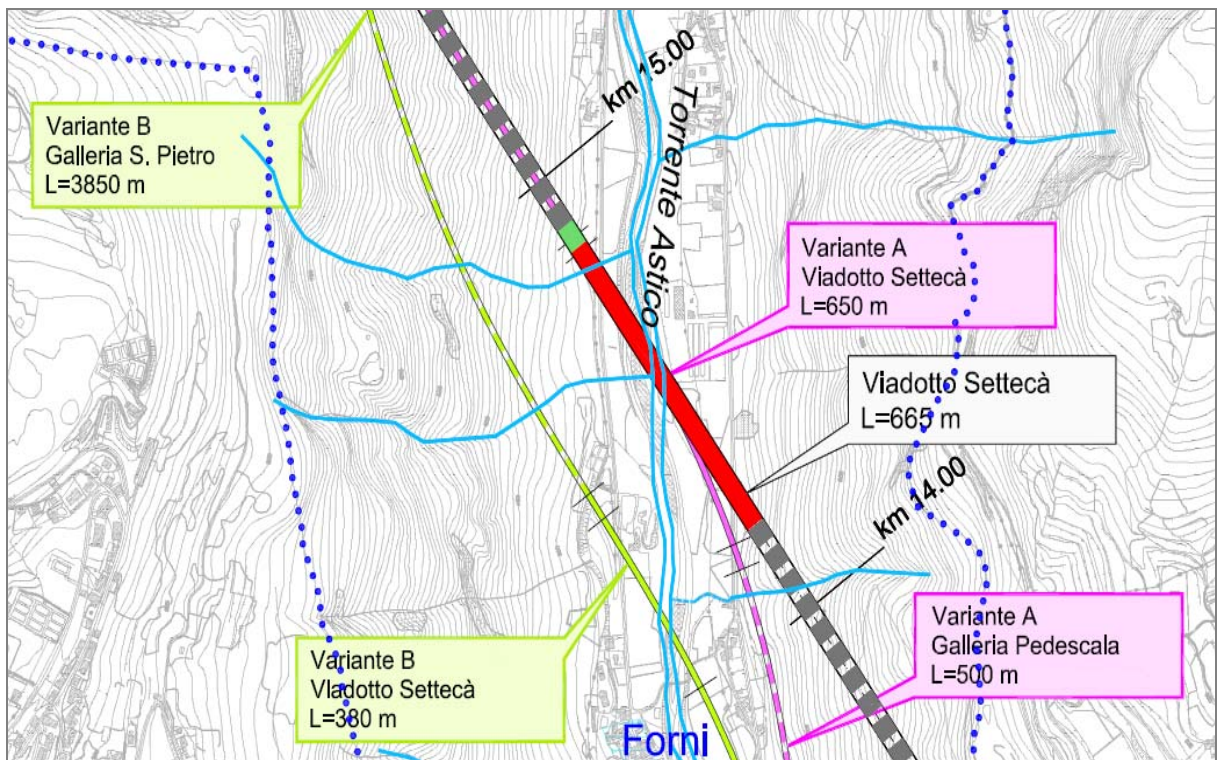 km 15.00
Torrente Astico
Variante B
Galleria S. Pietro
L=3850 m
Variante A
Viadotto Settecà
L=650 m
Viadotto Settecà
L=665 m
km 14.00
Variante A
Galleria Pedescala
L=500 m
Variante B
Viadotto Settecà
L=380 m
Forni